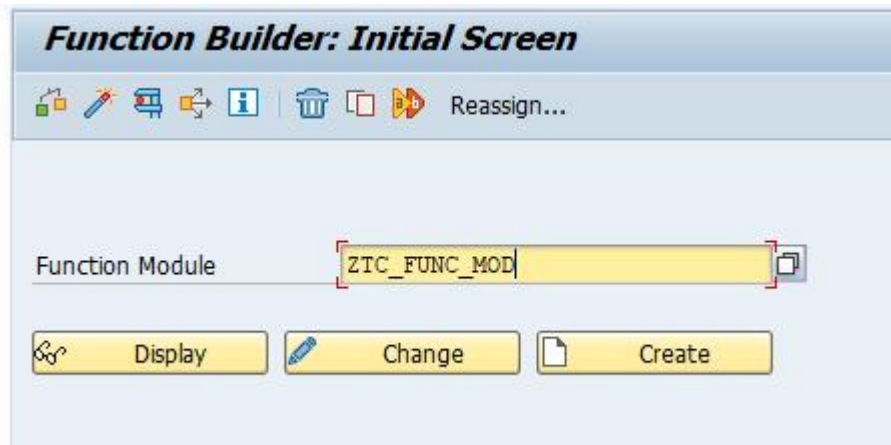 Function Builder: Initial Screen
Reassign...
Function Module ZTC_FUNC_MOD
Display Change Create